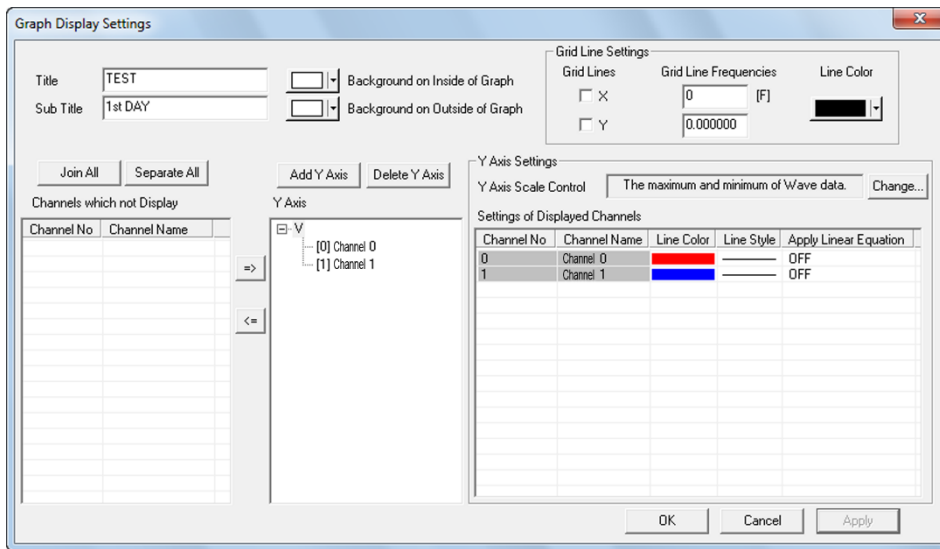 Graph Display Settings
Title TEST Background on Inside of Graph
Sub Title 1st DAY Background on Outside of Graph
Grid Line Settings
Grid Lines Grid Line Frequencies Line Color
X 0 [F]
Y 0.000000
Join All Separate All
Channels which not Display
Channel No Channel Name
=>
<=
Add Y Axis Delete Y Axis
Y Axis
V
[0] Channel 0
[1] Channel 1
Y Axis Settings
Y Axis Scale Control The maximum and minimum of Wave data. Change...
Settings of Displayed Channels
Channel No Channel Name Line Color Line Style Apply Linear Equation
0 Channel 0 OFF
1 Channel 1 OFF
OK Cancel Apply